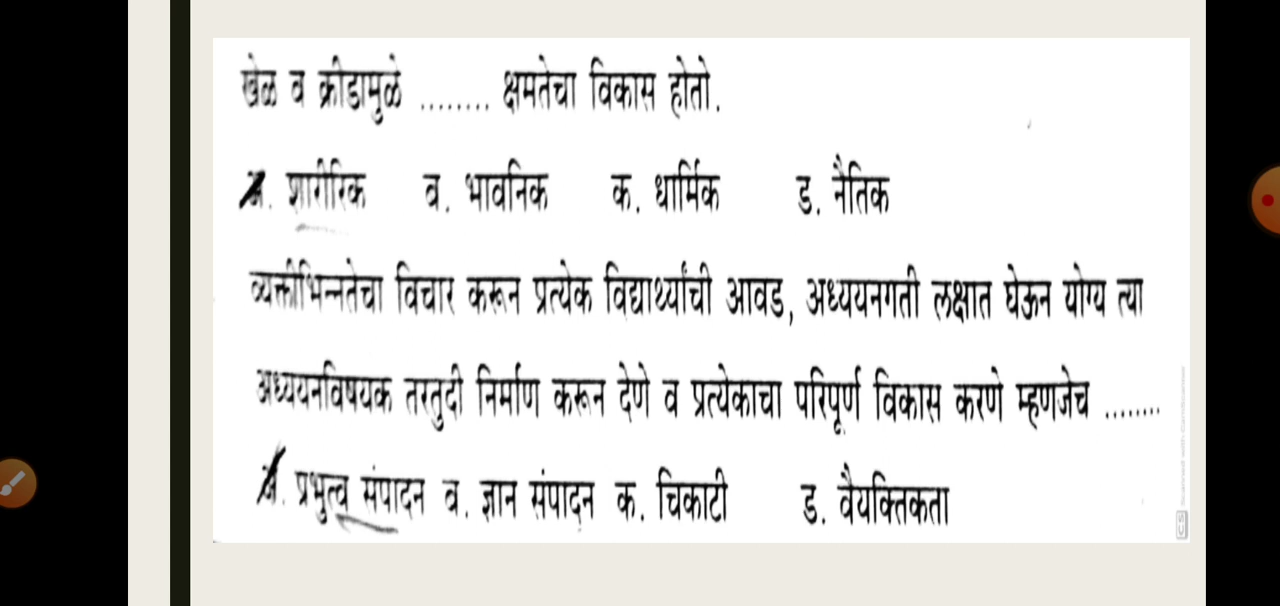 खेळ व क्रीडामुळे ........ क्षमतेचा विकास होतो.
अ. शारीरिक व. भावनिक क. धार्मिक ड. नैतिक
व्यक्तीभिन्नतेचा विचार करून प्रत्येक विद्यार्थ्यांची आवड, अध्ययनगती लक्षात घेऊन योग्य त्या
अध्ययनविषयक तरतुदी निर्माण करून देणे व प्रत्येकाचा परिपूर्ण विकास करणे म्हणजेच ........
अ. प्रभुत्व संपादन व. ज्ञान संपादन क. चिकाटी ड. वैयक्तिकता
CS